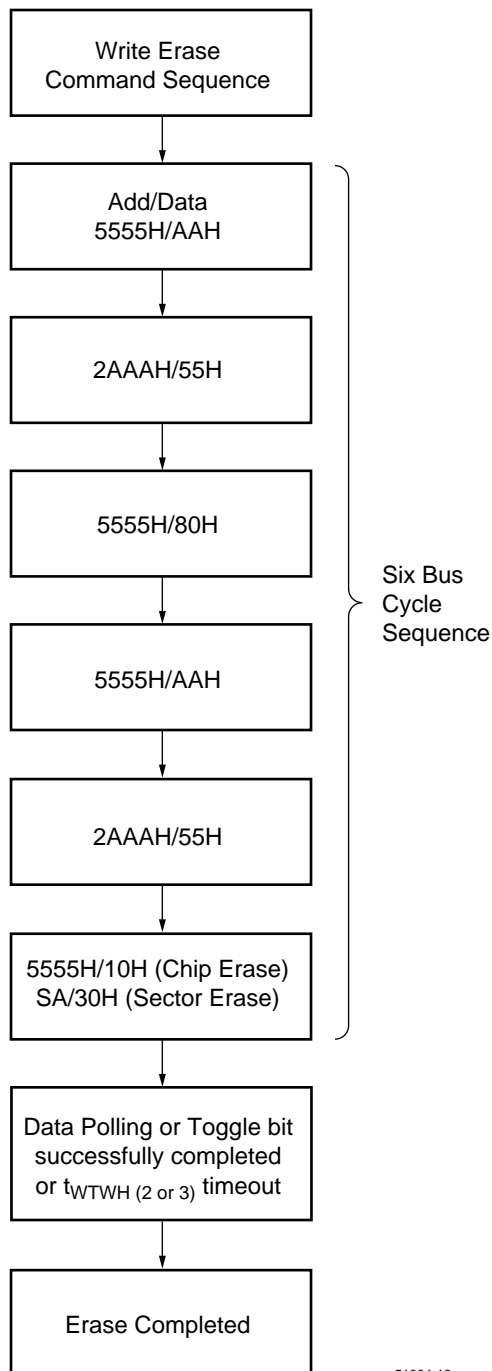 Write Erase
Command Sequence
Add/Data
5555H/AAH
2AAAH/55H
5555H/80H
5555H/AAH
2AAAH/55H
5555H/10H (Chip Erase)
SA/30H (Sector Erase)
Six Bus
Cycle
Sequence
Data Polling or Toggle bit
successfully completed
or tWTWH (2 or 3) timeout
Erase Completed